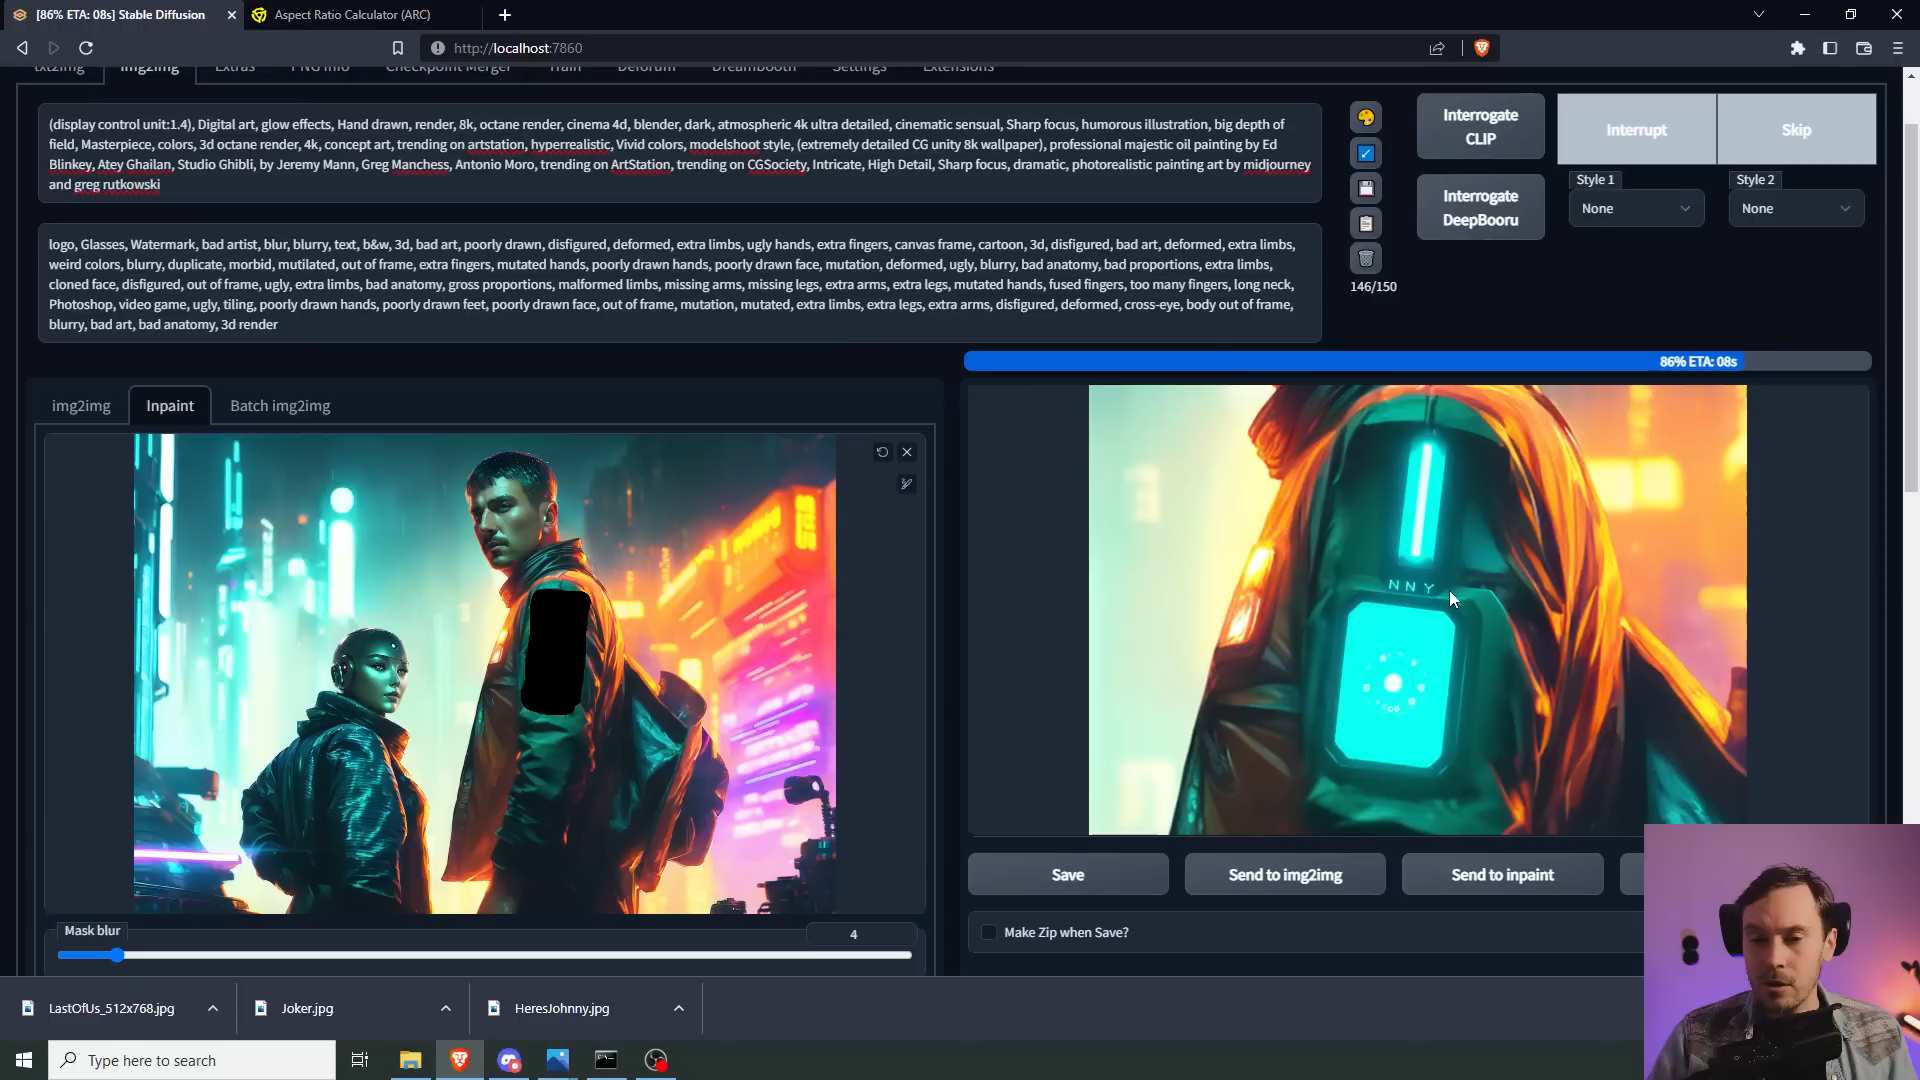 [86% ETA: 08s] Stable Diffusion
Aspect Ratio Calculator (ARC)
http://localhost:7860
txt2img
img2img
Extras
PNG Info
Checkpoint Merger
Train
Deforum
Dreambooth
Settings
Extensions
(display control unit:1.4), Digital art, glow effects, Hand drawn, render, 8k, octane render, cinema 4d, blender, dark, atmospheric 4k ultra detailed, cinematic sensual, Sharp focus, humorous illustration, big depth of
field, Masterpiece, colors, 3d octane render, 4k, concept art, trending on artstation, hyperrealistic, Vivid colors, modelshoot style, (extremely detailed CG unity 8k wallpaper), professional majestic oil painting by Ed
Blinkey, Atey Ghailan, Studio Ghibli, by Jeremy Mann, Greg Manchess, Antonio Moro, trending on ArtStation, trending on CGSociety, Intricate, High Detail, Sharp focus, dramatic, photorealistic painting art by midjourney
and greg rutkowski
Interrogate
CLIP
Interrupt
Skip
Style 1
Style 2
Interrogate
DeepBooru
None
None
logo, Glasses, Watermark, bad artist, blur, blurry, text, b&w, 3d, bad art, poorly drawn, disfigured, deformed, extra limbs, ugly hands, extra fingers, canvas frame, cartoon, 3d, disfigured, bad art, deformed, extra limbs,
weird colors, blurry, duplicate, morbid, mutilated, out of frame, extra fingers, mutated hands, poorly drawn hands, poorly drawn face, mutation, deformed, ugly, blurry, bad anatomy, bad proportions, extra limbs,
cloned face, disfigured, out of frame, ugly, extra limbs, bad anatomy, gross proportions, malformed limbs, missing arms, missing legs, extra arms, extra legs, mutated hands, fused fingers, too many fingers, long neck,
Photoshop, video game, ugly, tiling, poorly drawn hands, poorly drawn feet, poorly drawn face, out of frame, mutation, mutated, extra limbs, extra legs, extra arms, disfigured, deformed, cross-eye, body out of frame,
blurry, bad art, bad anatomy, 3d render
146/150
86% ETA: 08s
img2img
Inpaint
Batch img2img
NNY
Mask blur
4
Save
Send to img2img
Send to inpaint
Make Zip when Save?
LastOfUs_512x768.jpg
Joker.jpg
HeresJohnny.jpg
Type here to search